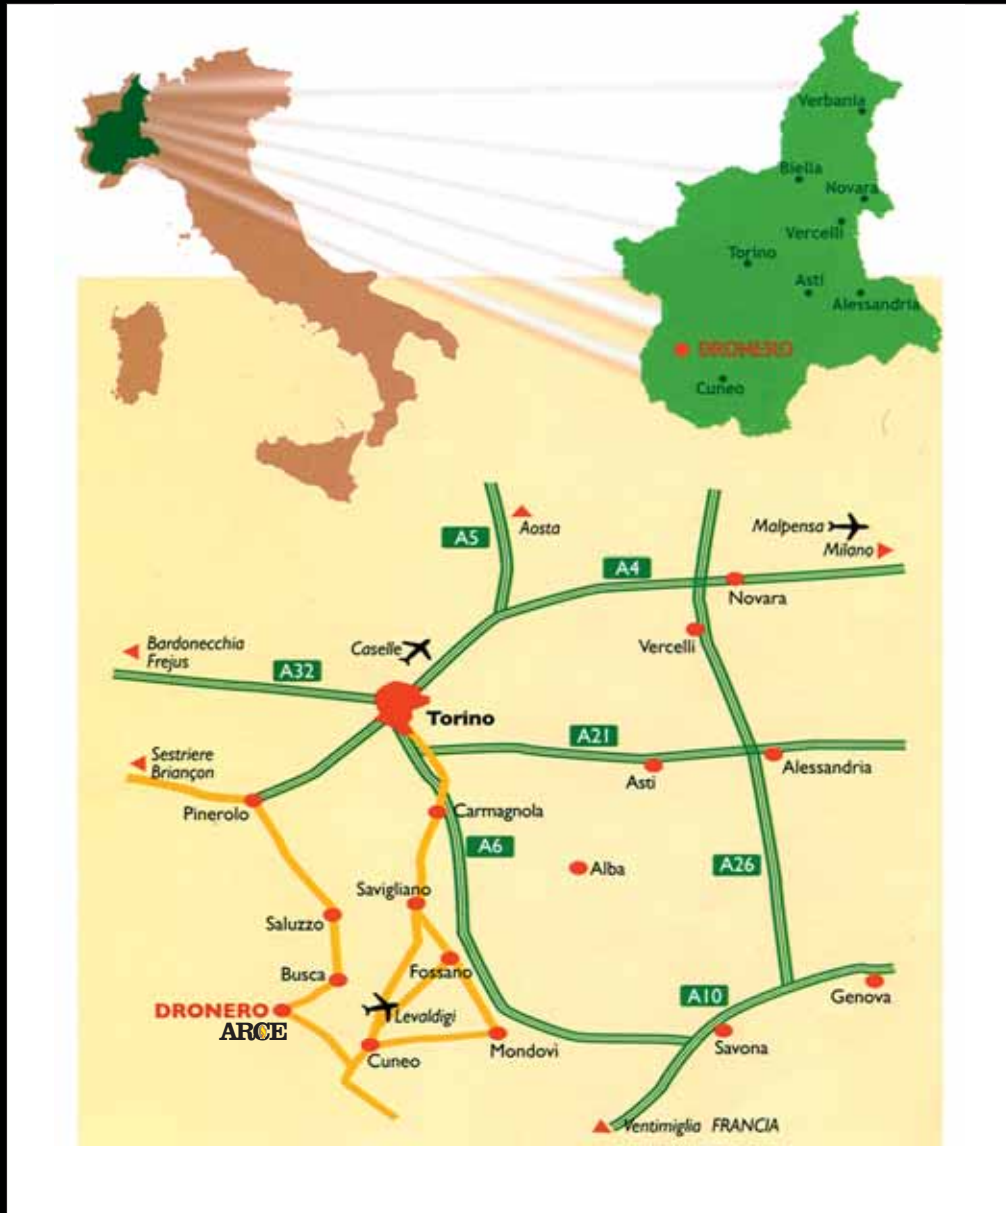 Verbania
Biella
Novara
Vercelli
Torino
Asti
Alessandria
DRONERO
Cuneo
A5
Aosta
Malpensa
Milano
A4
Novara
Vercelli
Caselle
Bardonecchia
Frejus
A32
Torino
A21
Sestriere
Briançon
Asti
Alessandria
Pinerolo
Carmagnola
A6
Alba
A26
Savigliano
Saluzzo
Busca
Fossano
DRONERO
ARCE
Levaldigi
A10
Genova
Cuneo
Mondovì
Savona
Ventimiglia FRANCIA